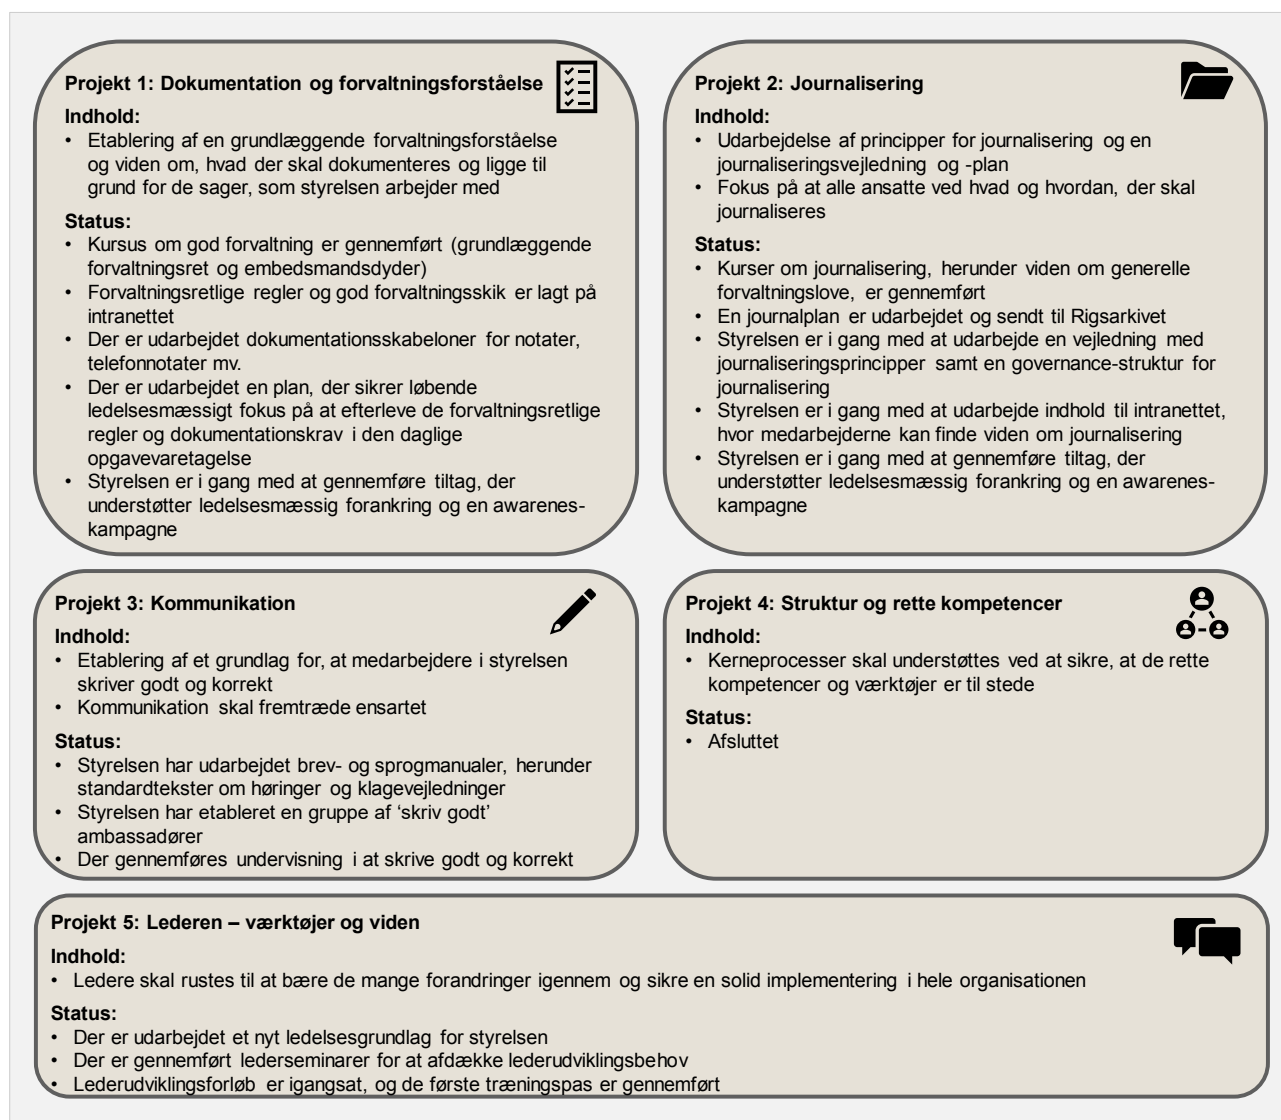 Projekt 1: Dokumentation og forvaltningsforståelse
Indhold:
• Etablering af en grundlæggende forvaltningsforståelse
og viden om, hvad der skal dokumenteres og ligge til
grund for de sager, som styrelsen arbejder med
Status:
• Kursus om god forvaltning er gennemført (grundlæggende
forvaltningsret og embedsmandsdyder)
• Forvaltningsretlige regler og god forvaltningsskik er lagt på
intranettet
• Der er udarbejdet dokumentationsskabeloner for notater,
telefonnotater mv.
• Der er udarbejdet en plan, der sikrer løbende
ledelsesmæssigt fokus på at efterleve de forvaltningsretlige
regler og dokumentationskrav i den daglige
opgavevaretagelse
• Styrelsen er i gang med at gennemføre tiltag, der
understøtter ledelsesmæssig forankring og en awarenes-
kampagne
Projekt 2: Journalisering
Indhold:
• Udarbejdelse af principper for journalisering og en
journaliseringsvejledning og -plan
• Fokus på at alle ansatte ved hvad og hvordan, der skal
journaliseres
Status:
• Kurser om journalisering, herunder viden om generelle
forvaltningslove, er gennemført
• En journalplan er udarbejdet og sendt til Rigsarkivet
• Styrelsen er i gang med at udarbejde en vejledning med
journaliseringsprincipper samt en governance-struktur for
journalisering
• Styrelsen er i gang med at udarbejde indhold til intranettet,
hvor medarbejderne kan finde viden om journalisering
• Styrelsen er i gang med at gennemføre tiltag, der
understøtter ledelsesmæssig forankring og en awarenes-
kampagne
Projekt 3: Kommunikation
Indhold:
• Etablering af et grundlag for, at medarbejdere i styrelsen
skriver godt og korrekt
• Kommunikation skal fremtræde ensartet
Status:
• Styrelsen har udarbejdet brev- og sprogmanualer, herunder
standardtekster om høringer og klagevejledninger
• Styrelsen har etableret en gruppe af ‘skriv godt’
ambassadører
• Der gennemføres undervisning i at skrive godt og korrekt
Projekt 4: Struktur og rette kompetencer
Indhold:
• Kerneprocesser skal understøttes ved at sikre, at de rette
kompetencer og værktøjer er til stede
Status:
• Afsluttet
Projekt 5: Lederen – værktøjer og viden
Indhold:
• Ledere skal rustes til at bære de mange forandringer igennem og sikre en solid implementering i hele organisationen
Status:
• Der er udarbejdet et nyt ledelsesgrundlag for styrelsen
• Der er gennemført lederseminarer for at afdække lederudviklingsbehov
• Lederudviklingsforløb er igangsat, og de første træningspas er gennemført